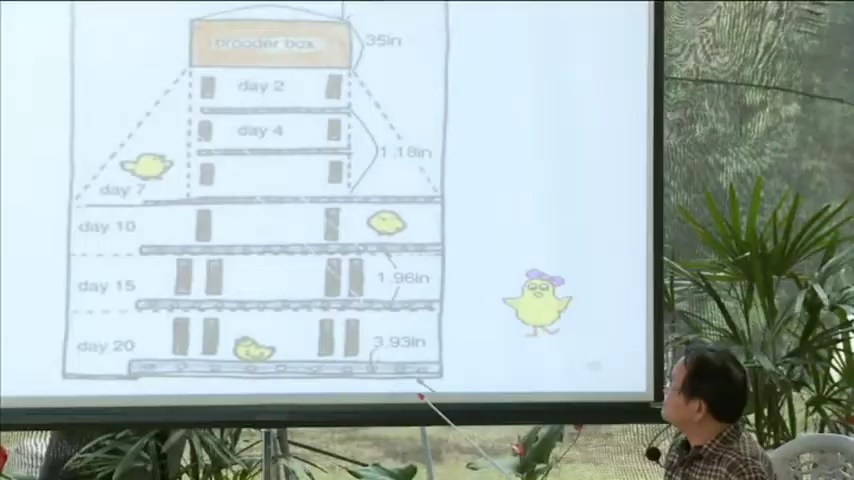 brooder box
35in
day 2
day 4
1.18in
day 7
day 10
1.96in
day 15
3.93in
day 20